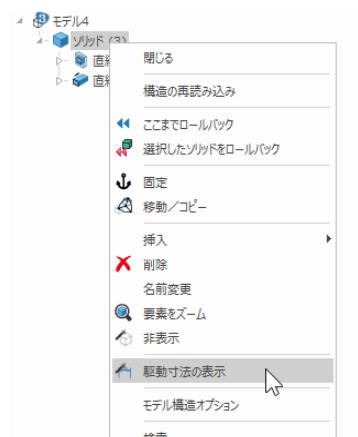 モデル4
ソリッド (3)
閉じる
構造の再読み込み
ここまでロールバック
選択したソリッドをロールバック
固定
移動／コピー
挿入
削除
名前変更
要素をズーム
非表示
駆動寸法の表示
モデル構造オプション